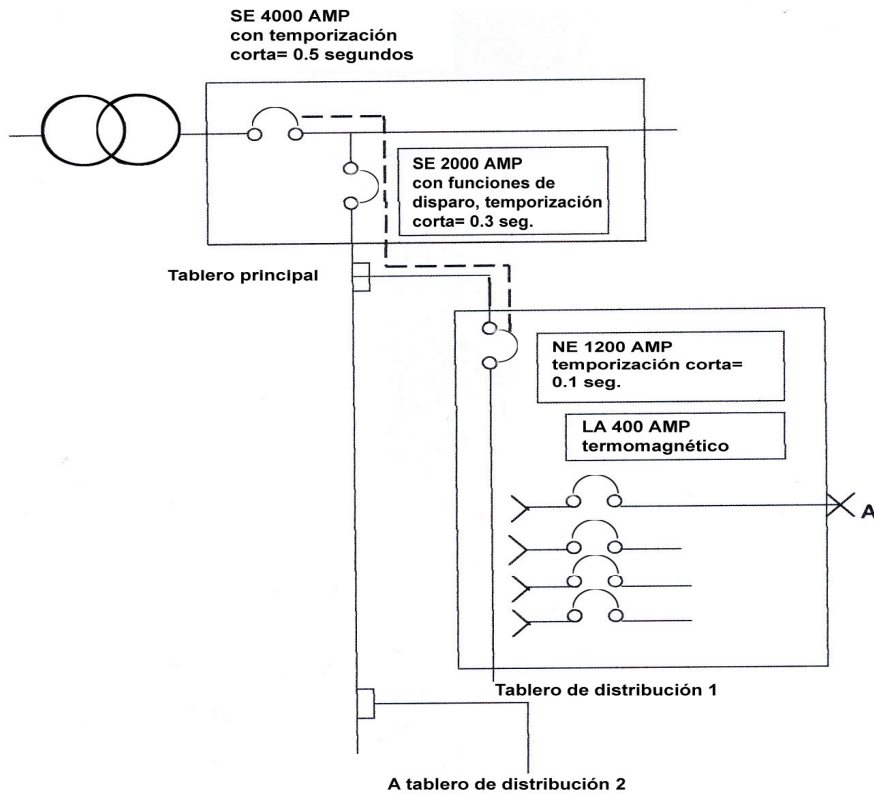 SE 4000 AMP
con temporización
corta= 0.5 segundos
SE 2000 AMP
con funciones de
disparo, temporización
corta= 0.3 seg.
Tablero principal
NE 1200 AMP
temporización corta=
0.1 seg.
LA 400 AMP
termomagnético
A
Tablero de distribución 1
A tablero de distribución 2